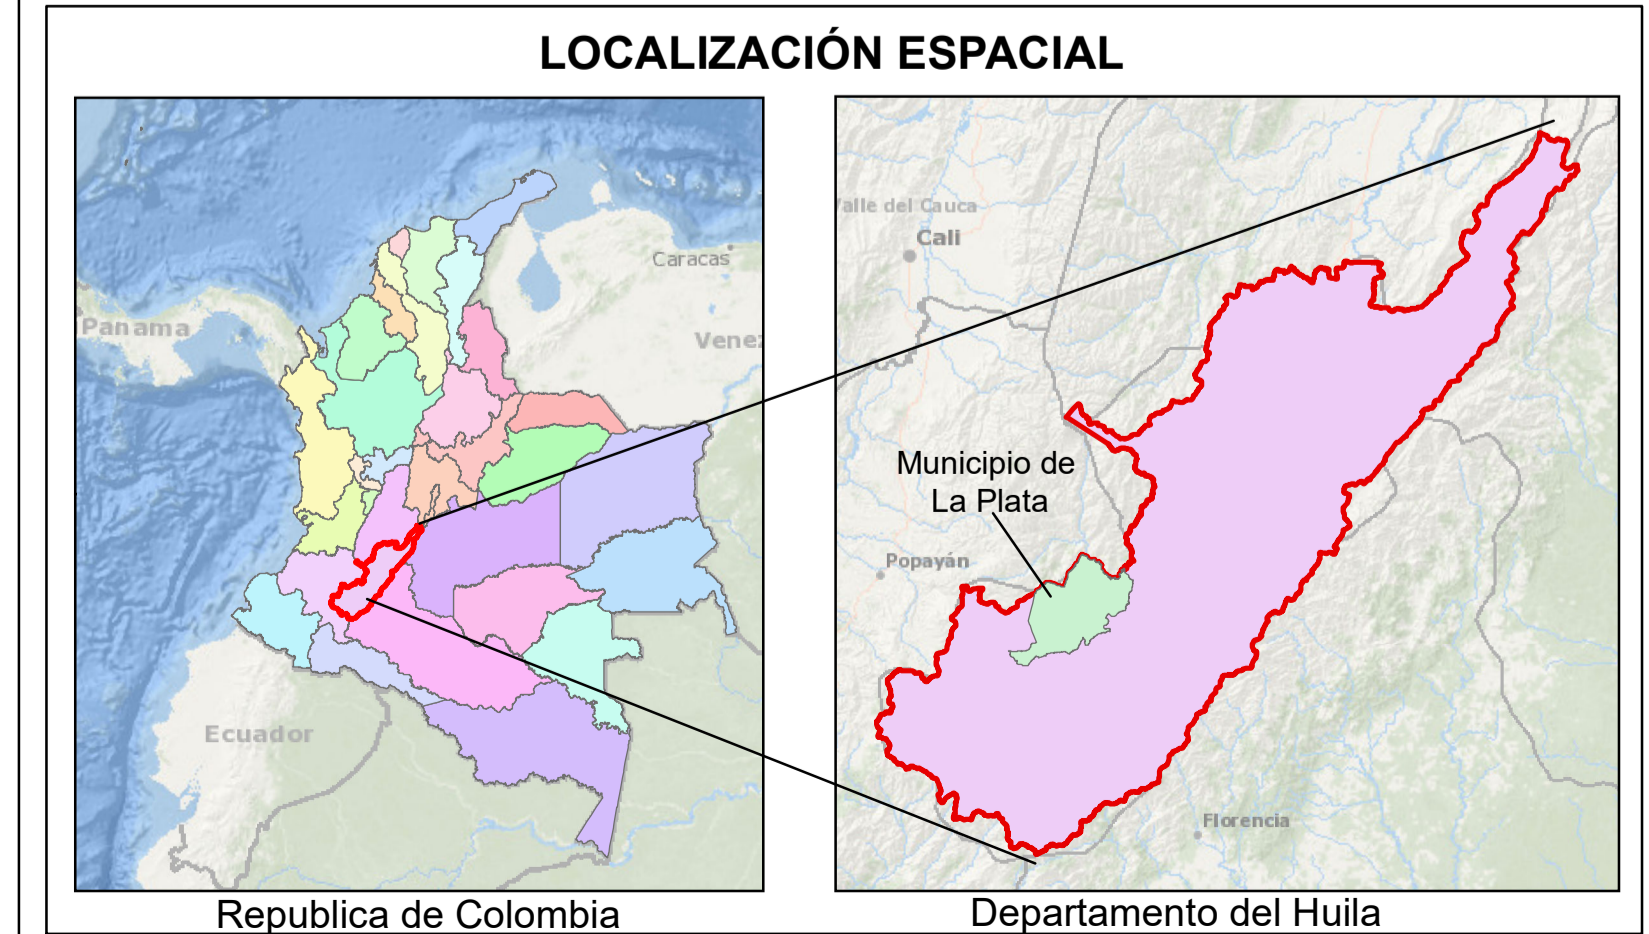 LOCALIZACIÓN ESPACIAL
Caracas
Panama
Venez
Ecuador
Republica de Colombia
alle del Cauca
Cali
Municipio de
La Plata
Popayán
Florencia
Departamento del Huila